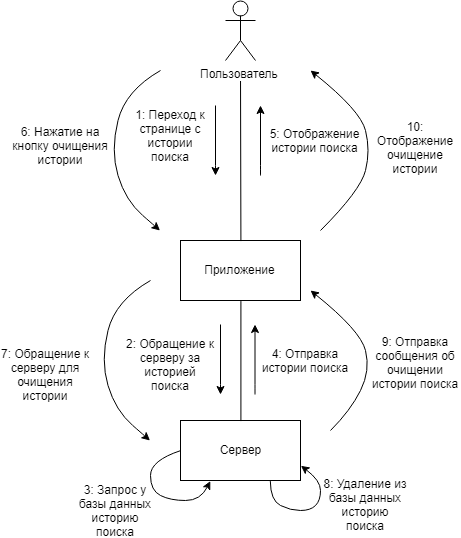 Пользователь
1: Переход к
странице с
истории
поиска
6: Нажатие на
кнопку очищения
истории
5: Отображение
истории поиска
10:
Отображение
очищение
истории
Приложение
7: Обращение к
серверу для
очищения
истории
2: Обращение к
серверу за
историей
поиска
4: Отправка
истории поиска
9: Отправка
сообщения об
очищении
истории поиска
Сервер
3: Запрос у
базы данных
историю
поиска
8: Удаление из
базы данных
историю
поиска